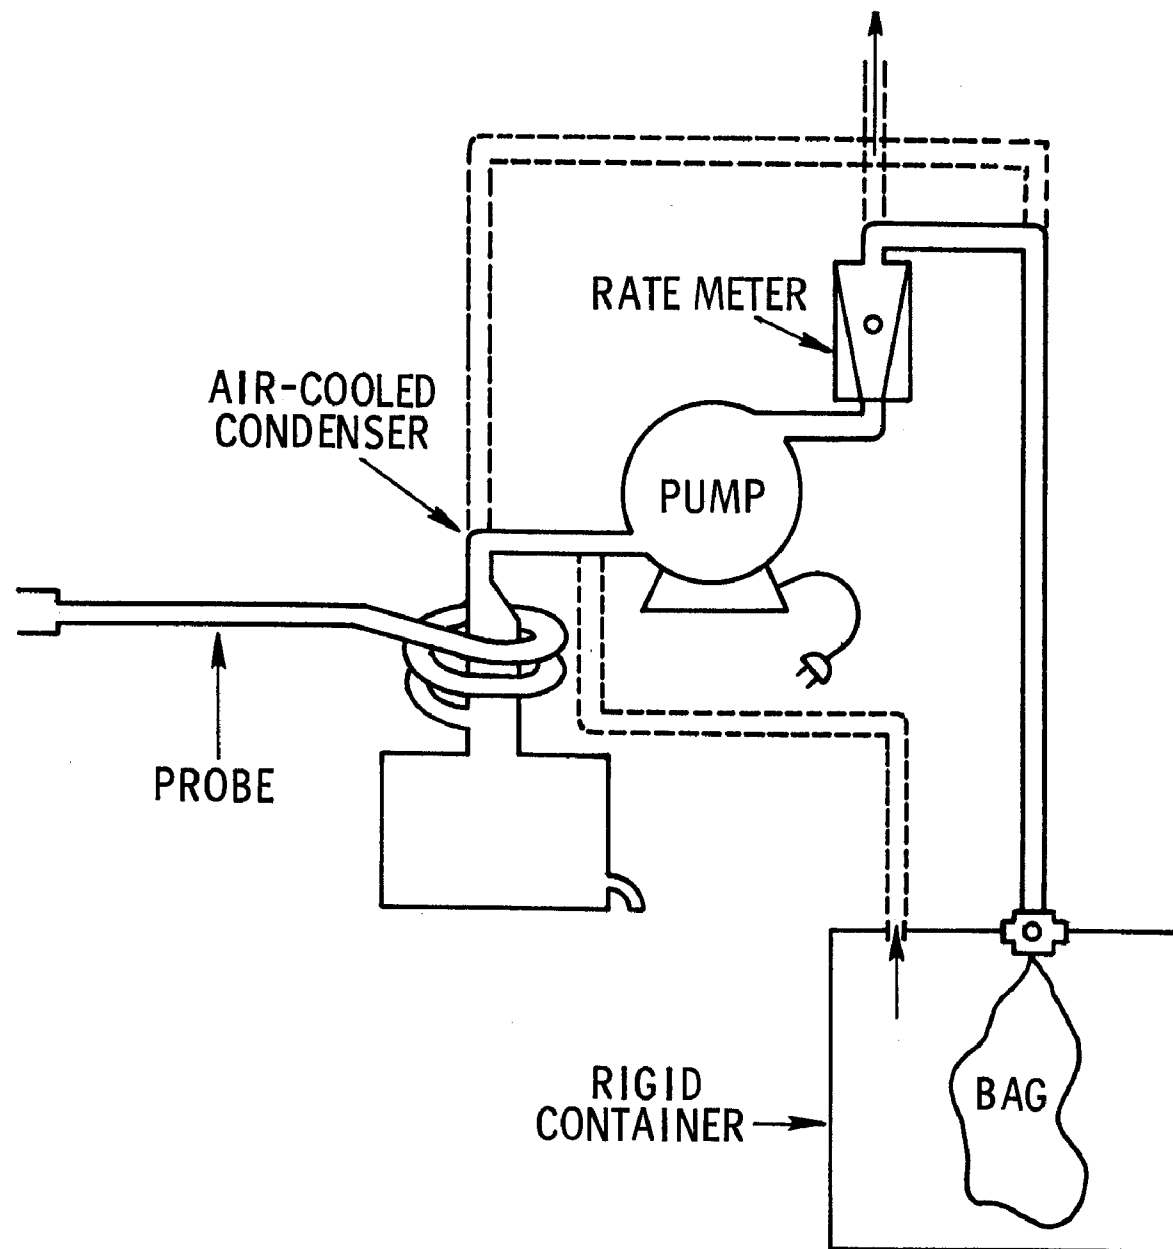 RATE METER
AIR-COOLED
CONDENSER
PUMP
PROBE
RIGID
CONTAINER
BAG